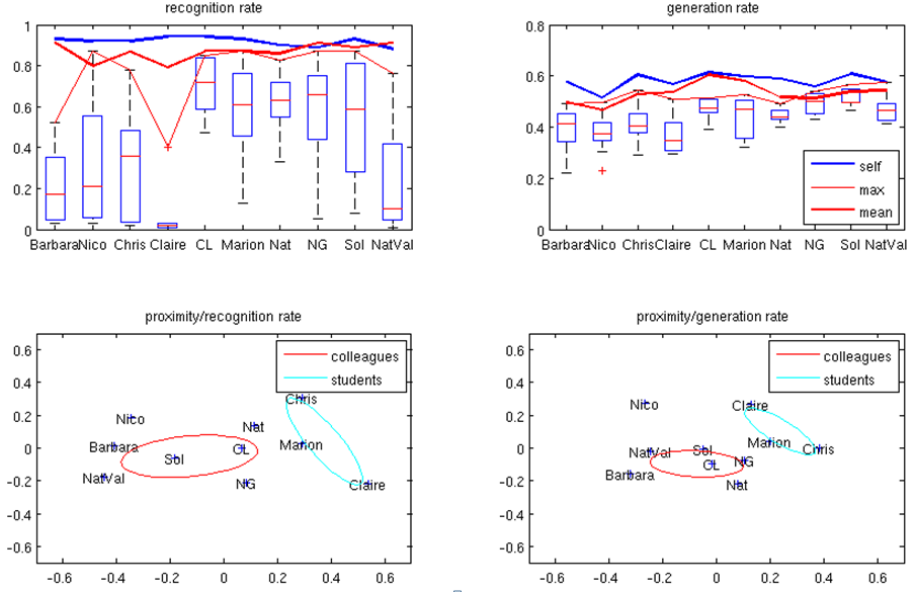 recognition rate
1
0.8
0.6
0.4
0.2
0
Barbara Nico Chris Claire CL Marion Nat NG Sol NatVal
generation rate
0.8
0.6
0.4
0.2
0
self
max
mean
Barbara Nico Chris Claire CL Marion Nat NG Sol NatVal
proximity/recognition rate
0.6
0.4
0.2
0
-0.2
-0.4
-0.6
colleagues
students
Chris
Nico
Nat
Marion
Barbara
CL
Sol
NatVal
NG
Claire
-0.6 -0.4 -0.2 0 0.2 0.4 0.6
proximity/generation rate
0.6
0.4
0.2
0
-0.2
-0.4
-0.6
colleagues
students
Nico
Claire
Marion
Chris
NatVal
Sol
NG
CL
Barbara
Nat
-0.6 -0.4 -0.2 0 0.2 0.4 0.6